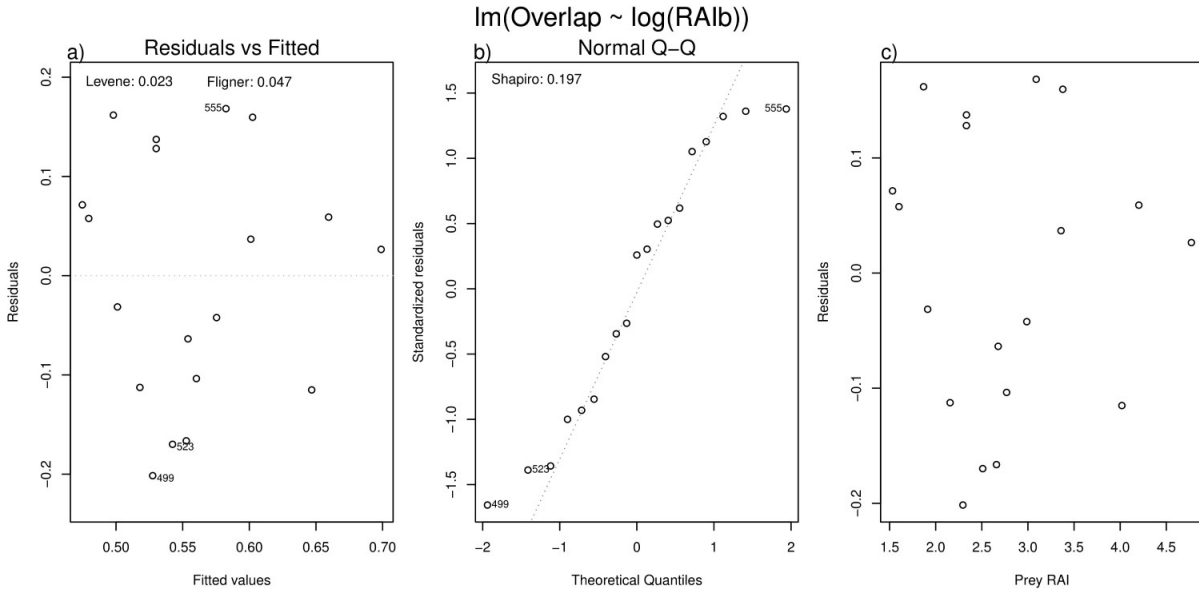 lm(Overlap ~ log(RAIb))
a)
Residuals vs Fitted
Levene: 0.023
Fligner: 0.047
555
523
499
0.2
0.1
0.0
−0.1
−0.2
Residuals
0.50 0.55 0.60 0.65 0.70
Fitted values
b)
Normal Q−Q
Shapiro: 0.197
555
523
499
1.5
1.0
0.5
0.0
−0.5
−1.0
−1.5
Standardized residuals
−2 −1 0 1 2
Theoretical Quantiles
c)
0.1
0.0
−0.1
−0.2
Residuals
1.5 2.0 2.5 3.0 3.5 4.0 4.5
Prey RAI